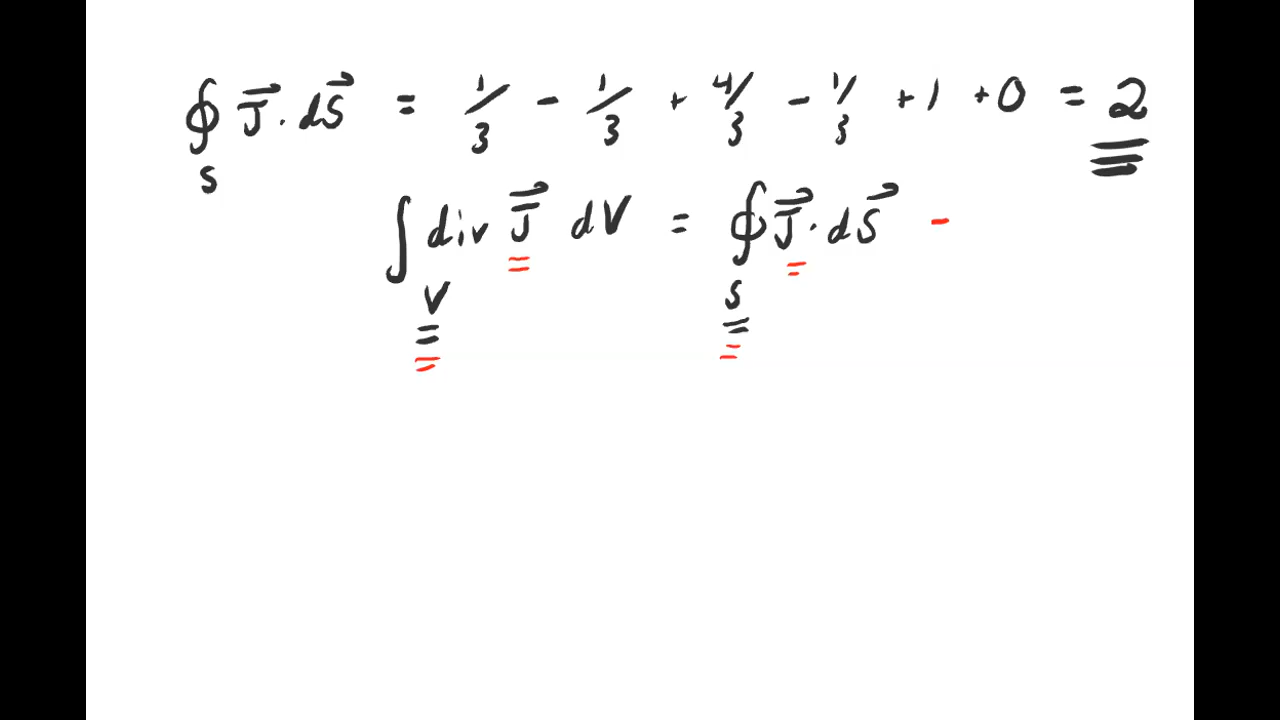 ∮_S J⃗ · dS⃗ = 1/3 - 1/3 + 4/3 - 1/3 + 1 + 0 = 2
∫_V div J⃗ dV = ∮_S J⃗ · dS⃗ -